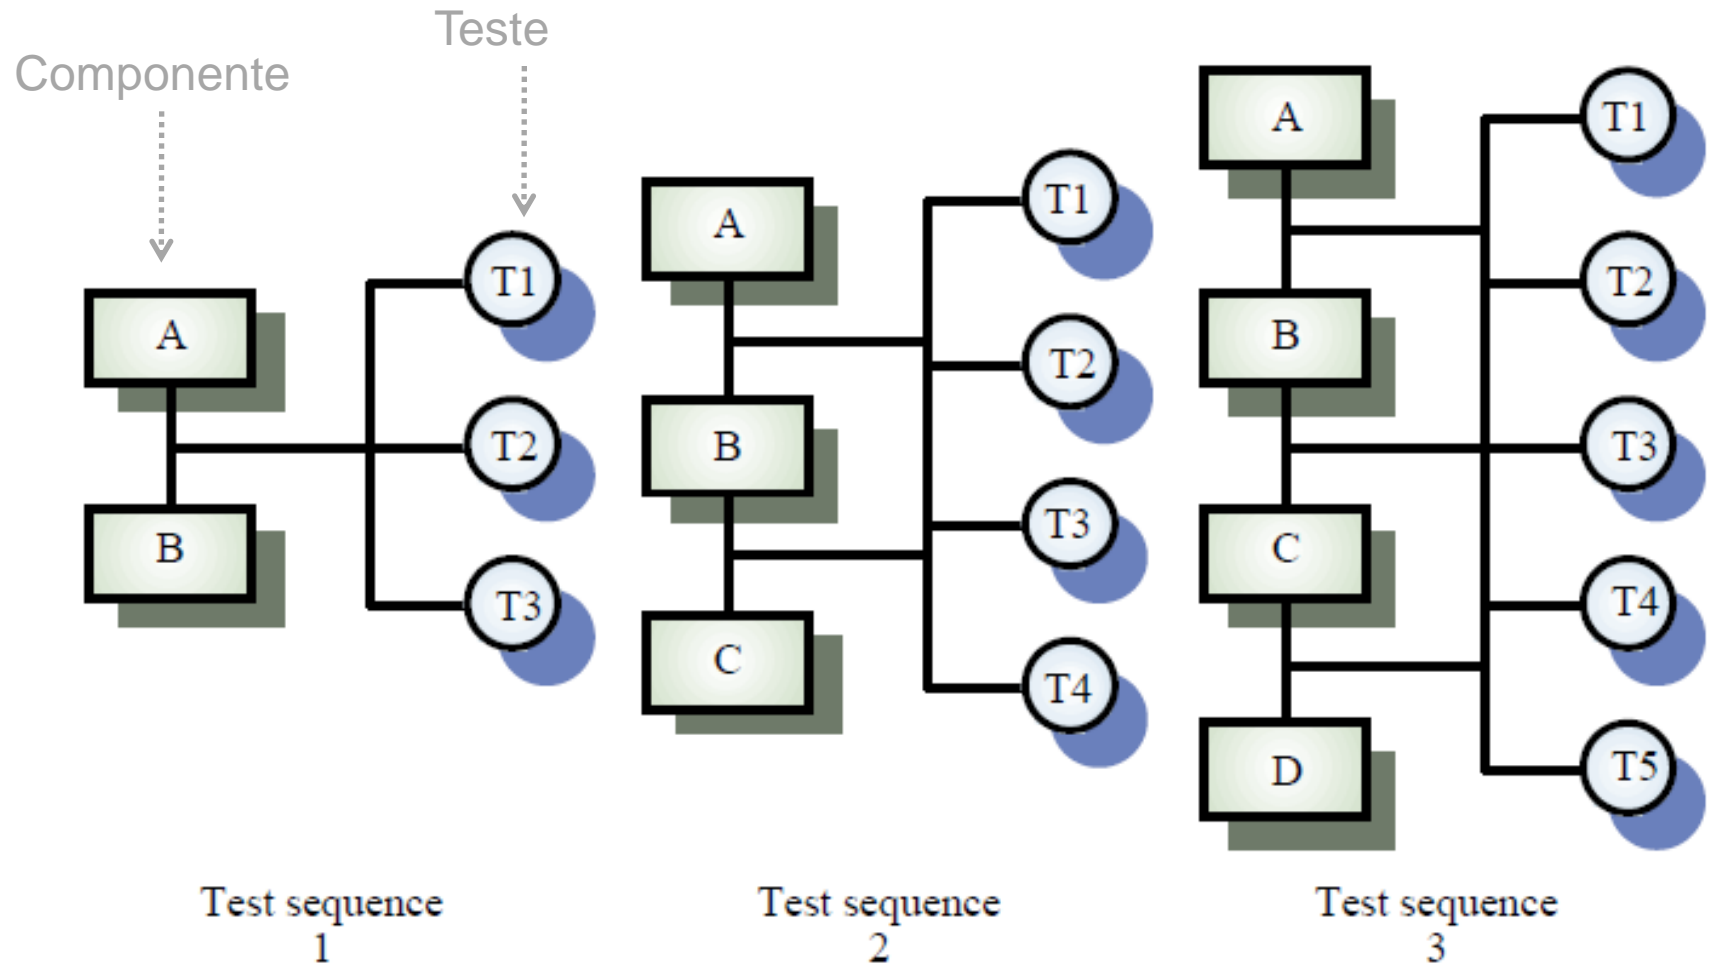 Teste
Componente
A
B
T1
T2
T3
Test sequence
1
A
B
C
T1
T2
T3
T4
Test sequence
2
A
B
C
D
T1
T2
T3
T4
T5
Test sequence
3